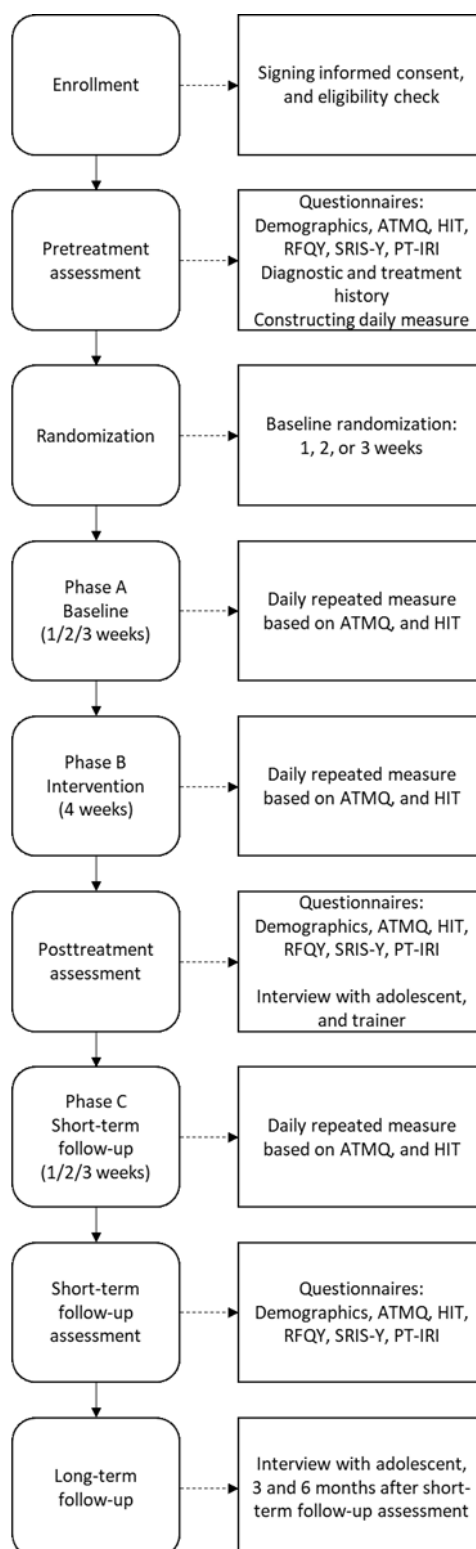 Enrollment
Signing informed consent,
and eligibility check
Pretreatment
assessment
Questionnaires:
Demographics, ATMQ, HIT,
RFQY, SRIS-Y, PT-IRI
Diagnostic and treatment
history
Constructing daily measure
Randomization
Baseline randomization:
1, 2, or 3 weeks
Phase A
Baseline
(1/2/3 weeks)
Daily repeated measure
based on ATMQ, and HIT
Phase B
Intervention
(4 weeks)
Daily repeated measure
based on ATMQ, and HIT
Posttreatment
assessment
Questionnaires:
Demographics, ATMQ, HIT,
RFQY, SRIS-Y, PT-IRI
Interview with adolescent,
and trainer
Phase C
Short-term
follow-up
(1/2/3 weeks)
Daily repeated measure
based on ATMQ, and HIT
Short-term
follow-up
assessment
Questionnaires:
Demographics, ATMQ, HIT,
RFQY, SRIS-Y, PT-IRI
Long-term
follow-up
Interview with adolescent,
3 and 6 months after short-
term follow-up assessment